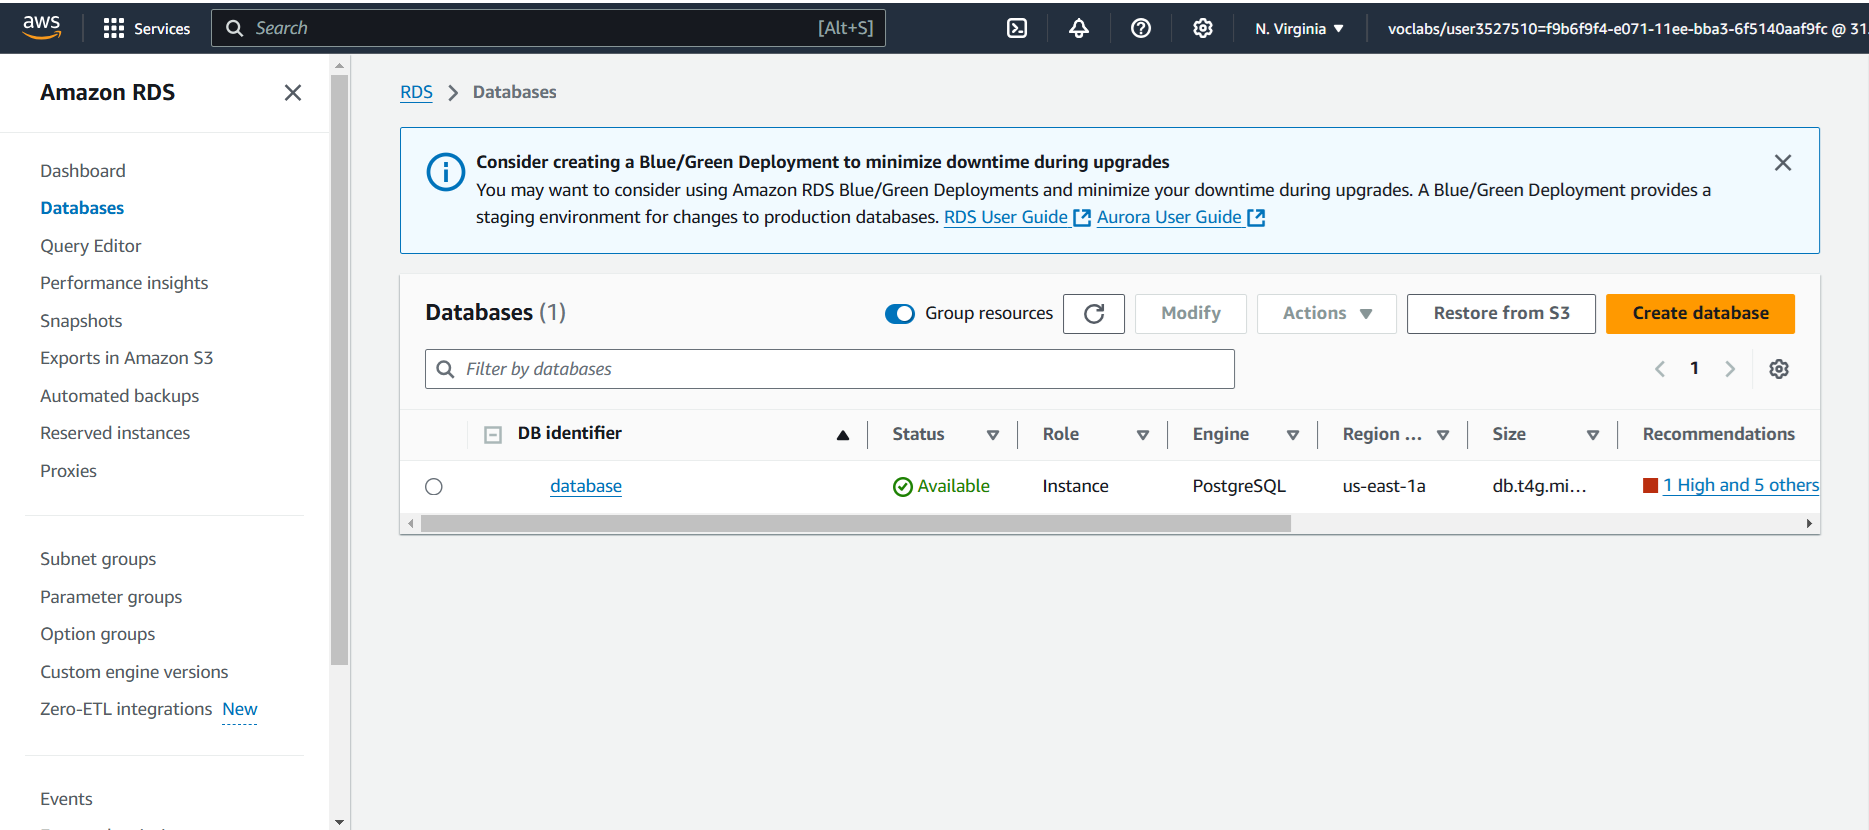 aws
Services
Search
[Alt+S]
N. Virginia
voclabs/user3527510=f9b6f9f4-e071-11ee-bba3-6f5140aaf9fc @ 31
Amazon RDS
Dashboard
Databases
Query Editor
Performance insights
Snapshots
Exports in Amazon S3
Automated backups
Reserved instances
Proxies
Subnet groups
Parameter groups
Option groups
Custom engine versions
Zero-ETL integrations New
Events
RDS > Databases
Consider creating a Blue/Green Deployment to minimize downtime during upgrades
You may want to consider using Amazon RDS Blue/Green Deployments and minimize your downtime during upgrades. A Blue/Green Deployment provides a
staging environment for changes to production databases. RDS User Guide Aurora User Guide
Databases (1)
Group resources
Modify
Actions
Restore from S3
Create database
Filter by databases
1
DB identifier
Status
Role
Engine
Region ...
Size
Recommendations
database
Available
Instance
PostgreSQL
us-east-1a
db.t4g.mi...
1 High and 5 others